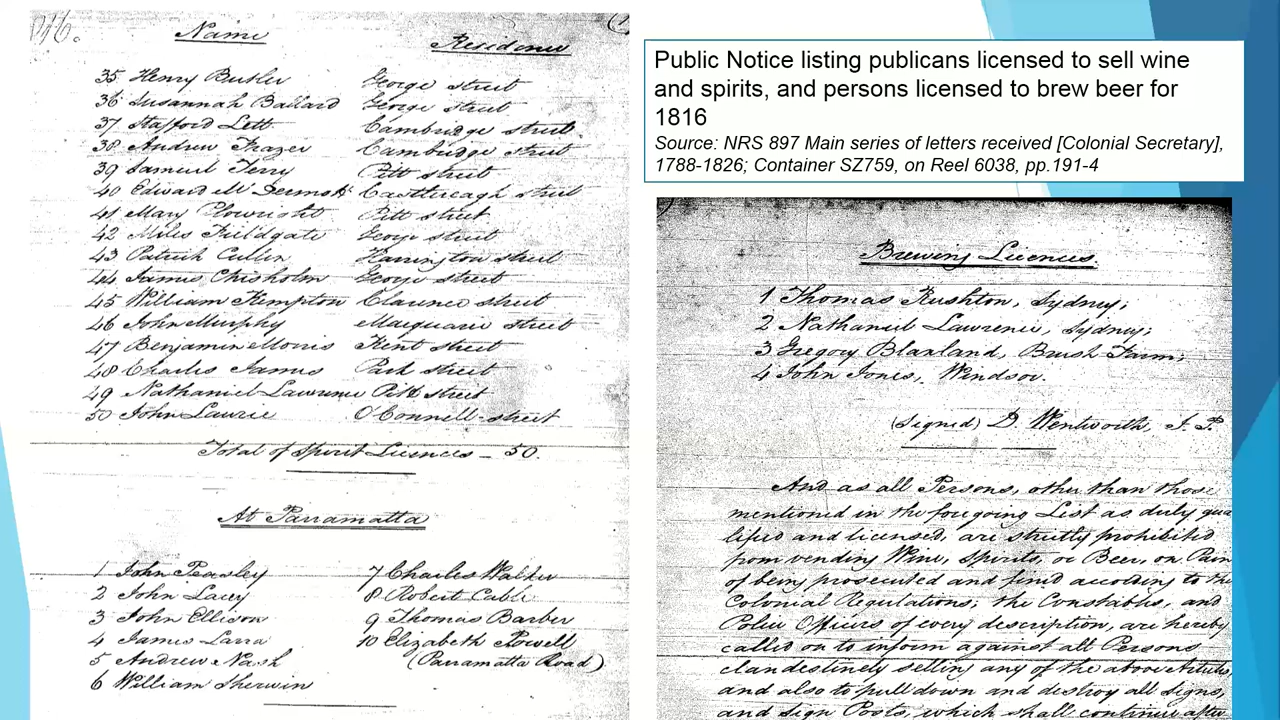 Name Residence
35 Henry Butler George street
36 Susannah Ballard George street
37 Stafford Lett Cambridge street
38 Andrew Frazer Cambridge street
39 Samuel Terry Pitt street
40 Edward M street
41 Mary Plowright Pitt street
42 Miles Fieldgate George street
43 Patrick Cullen Harrington street
44 James Chisholm George street
45 William Kempton Clarence street
46 John Murphy Macquarie street
47 Benjamin Morris Kent street
48 Charles James Park street
49 Nathaniel Lawrence Pitt street
50 John Laurie O'Connell street
Total of Spirit Licences – 50
At Parramatta
1 John Peasley
2 John Lacey
3 John Ellison
4 James Larra
5 Andrew Nash
6 William Sherwin
7 Charles Walker
8 Robert Cable
9 Thomas Barber
10 Elizabeth Powell
(Parramatta Road)
Public Notice listing publicans licensed to sell wine
and spirits, and persons licensed to brew beer for
1816
Source: NRS 897 Main series of letters received [Colonial Secretary],
1788-1826; Container SZ759, on Reel 6038, pp.191-4
Brewing Licences
1 Thomas Rushton, Sydney;
2 Nathaniel Lawrence, Sydney;
3 Gregory Blaxland, Brush Farm;
4 John Jones, Windsor.
(Signed) D Wentworth, J. P.
And as all Persons, other than those
mentioned in the foregoing List as duly qua
lified and licensed, are strictly prohibited
from vending Wine, Spirits or Beer on Pain
of being prosecuted and fined according to the
Colonial Regulations; the Constables, and
Police Officers of every description, are hereby
called on to inform against all Persons
clandestinely selling any of the above Articles
and also to pull down and destroy all Signs,
and Sign Posts, which shall continue after